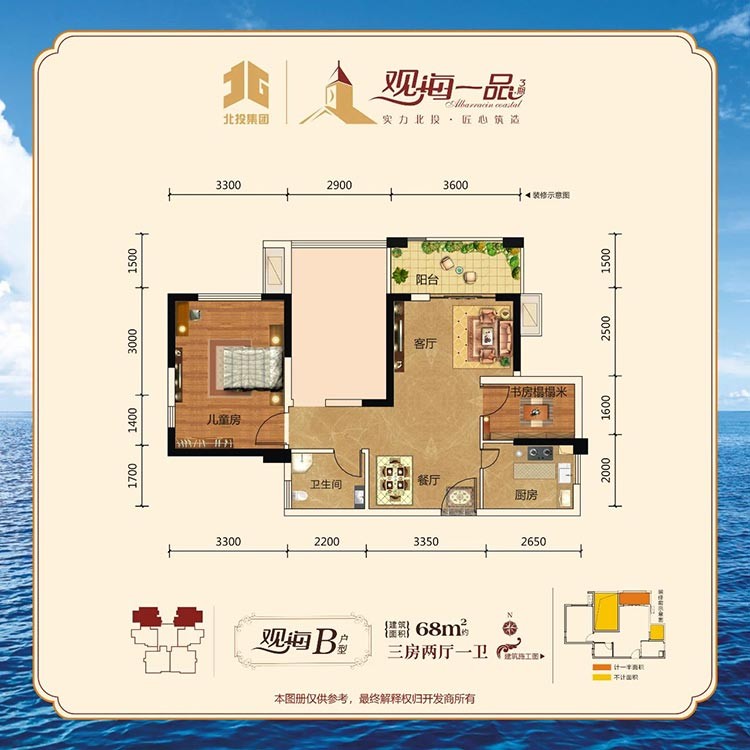 北投集团
观海一品 3期
Albarracin coastal
实力北投·匠心筑造
3300 2900 3600
◀装修示意图
1500
3000
1400
1700
1500
2500
1600
2000
阳台
客厅
书房榻榻米
儿童房
卫生间
餐厅
厨房
3300 2200 3350 2650
观海B户型
建筑面积 68m²约
三房两厅一卫
N
建筑施工图▶
计一半面积
不计面积
本图册仅供参考，最终解释权归开发商所有